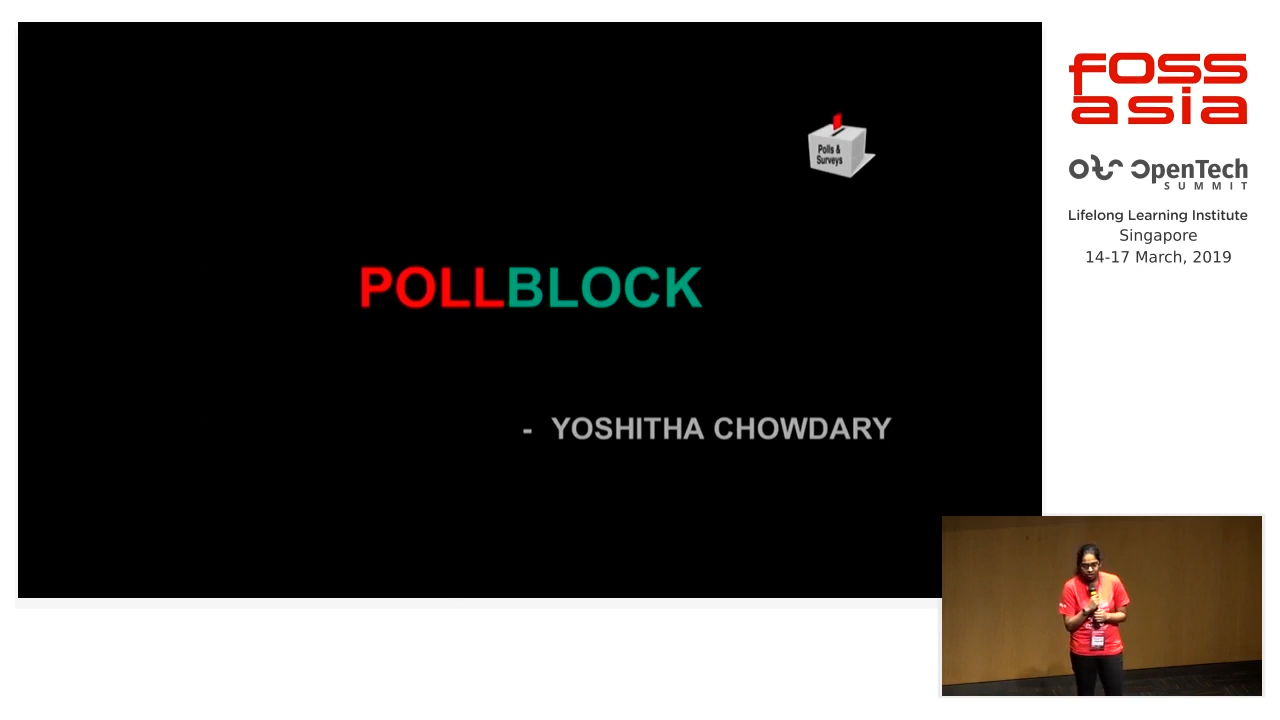 Polls &
Surveys
POLLBLOCK
- YOSHITHA CHOWDARY
foss
asia
OpenTech
SUMMIT
Lifelong Learning Institute
Singapore
14-17 March, 2019